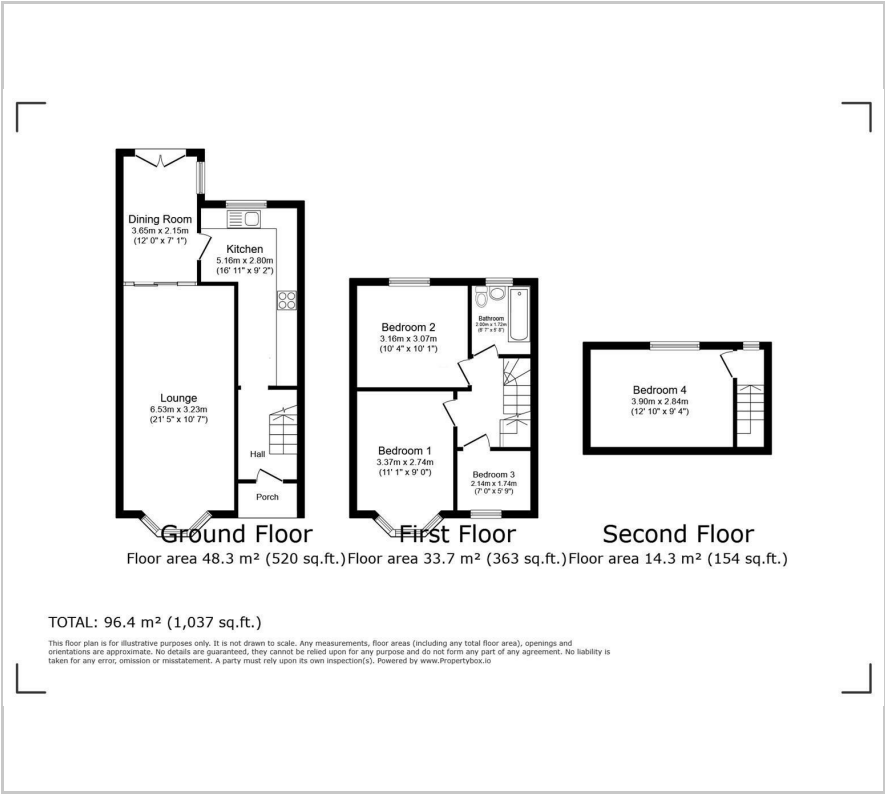 Dining Room
3.65m x 2.15m
(12' 0" x 7' 1")
Kitchen
5.16m x 2.80m
(16' 11" x 9' 2")
Lounge
6.53m x 3.23m
(21' 5" x 10' 7")
Hall
Porch
Ground Floor
Floor area 48.3 m² (520 sq.ft.)
Bedroom 2
3.16m x 3.07m
(10' 4" x 10' 1")
Bathroom
2.00m x 1.72m
(6' 7" x 5' 8")
Bedroom 1
3.37m x 2.74m
(11' 1" x 9' 0")
Bedroom 3
2.14m x 1.74m
(7' 0" x 5' 9")
First Floor
Floor area 33.7 m² (363 sq.ft.)
Bedroom 4
3.90m x 2.84m
(12' 10" x 9' 4")
Second Floor
Floor area 14.3 m² (154 sq.ft.)
TOTAL: 96.4 m² (1,037 sq.ft.)
This floor plan is for illustrative purposes only. It is not drawn to scale. Any measurements, floor areas (including any total floor area), openings and
orientations are approximate. No details are guaranteed, they cannot be relied upon for any purpose and do not form any part of any agreement. No liability is
taken for any error, omission or misstatement. A party must rely upon its own inspection(s). Powered by www.Propertybox.io